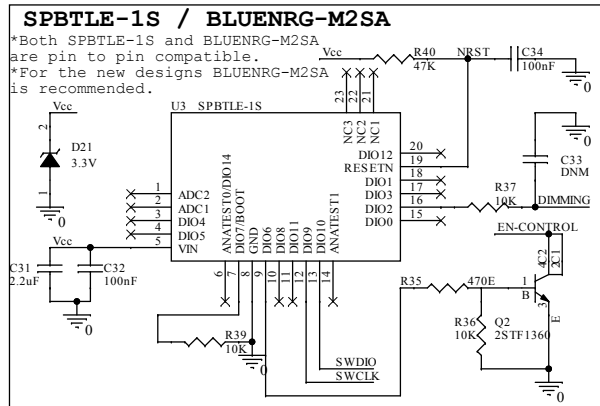 SPBTLE-1S / BLUENRG-M2SA
*Both SPBTLE-1S and BLUENRG-M2SA
are pin to pin compatible.
*For the new designs BLUENRG-M2SA
is recommended.
Vcc
R40
47K
NRST
C34
100nF
0
U3 SPBTLE-1S
23
22
21
NC3
NC2
NC1
Vcc
2
D21
3.3V
1
0
1 ADC2
2 ADC1
3 DIO4
4 DIO5
5 VIN
DIO12 20
RESETN 19
DIO1 18
DIO3 17
DIO2 16
DIO0 15
0
C33
DNM
R37
10K
DIMMING
ANATEST0/DIO14
DIO7/BOOT
GND
DIO6
DIO8
DIO11
DIO9
DIO10
ANATEST1
6
7
8
9
10
11
12
13
14
Vcc
C31
2.2uF
C32
100nF
0
EN-CONTROL
4
C2
2
C1
R35
470E
1
B
3
E
R36
10K
Q2
2STF1360
0
R39
10K
0
SWDIO
SWCLK